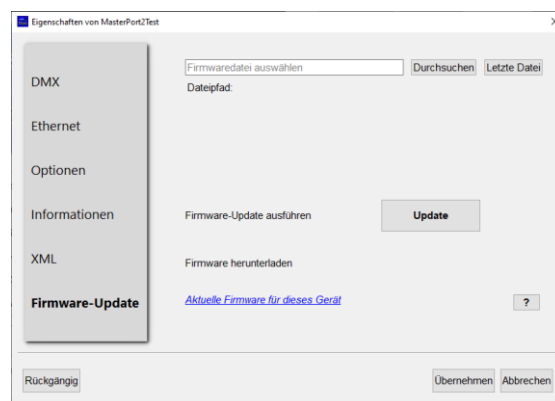 Eigenschaften von MasterPort2Test
DMX
Ethernet
Optionen
Informationen
XML
Firmware-Update
Firmwaredatei auswählen
Durchsuchen
Letzte Datei
Dateipfad:
Firmware-Update ausführen
Update
Firmware herunterladen
Aktuelle Firmware für dieses Gerät
?
Rückgängig
Übernehmen
Abbrechen